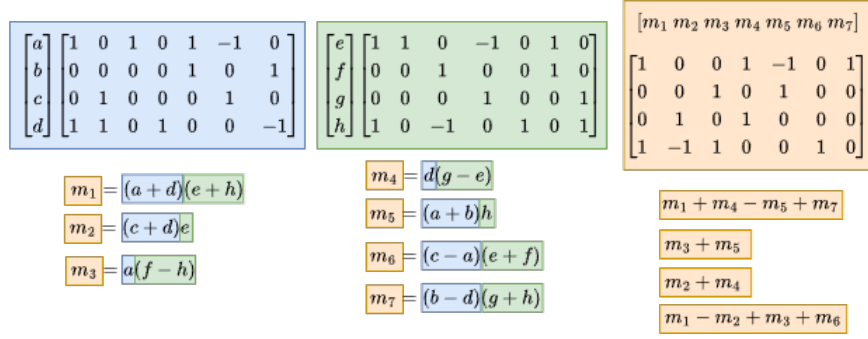 [a] [1 0 1 0 1 −1 0]
[b] [0 0 0 0 1 0 1]
[c] [0 1 0 0 0 1 0]
[d] [1 1 0 1 0 0 −1]
[e] [1 1 0 −1 0 1 0]
[f] [0 0 1 0 0 1 0]
[g] [0 0 0 1 0 0 1]
[h] [1 0 −1 0 1 0 1]
[m₁ m₂ m₃ m₄ m₅ m₆ m₇]
[1 0 0 1 −1 0 1]
[0 0 1 0 1 0 0]
[0 1 0 1 0 0 0]
[1 −1 1 0 0 1 0]
m₁ = (a + d)(e + h)
m₂ = (c + d)e
m₃ = a(f − h)
m₄ = d(g − e)
m₅ = (a + b)h
m₆ = (c − a)(e + f)
m₇ = (b − d)(g + h)
m₁ + m₄ − m₅ + m₇
m₃ + m₅
m₂ + m₄
m₁ − m₂ + m₃ + m₆